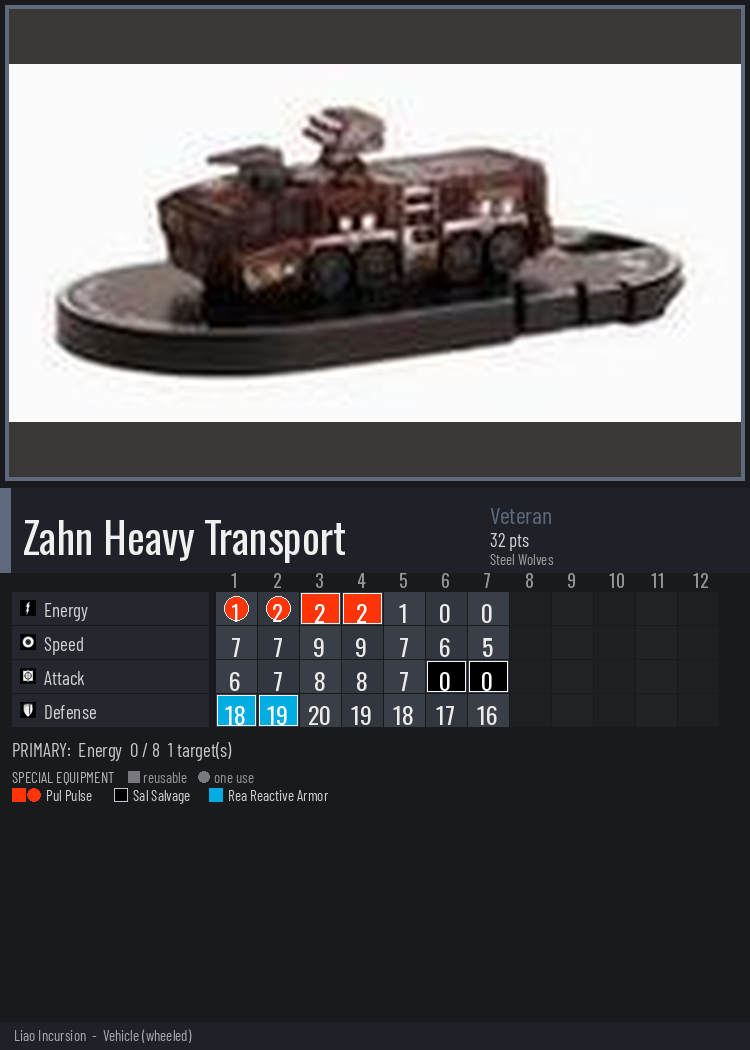 Zahn Heavy Transport
Veteran
32 pts
Steel Wolves
1 2 3 4 5 6 7 8 9 10 11 12
Energy 1 2 2 2 1 0 0
Speed 7 7 9 9 7 6 5
Attack 6 7 8 8 7 0 0
Defense 18 19 20 19 18 17 16
PRIMARY: Energy 0 / 8 1 target(s)
SPECIAL EQUIPMENT reusable one use
Pul Pulse Sal Salvage Rea Reactive Armor
Liao Incursion - Vehicle (wheeled)